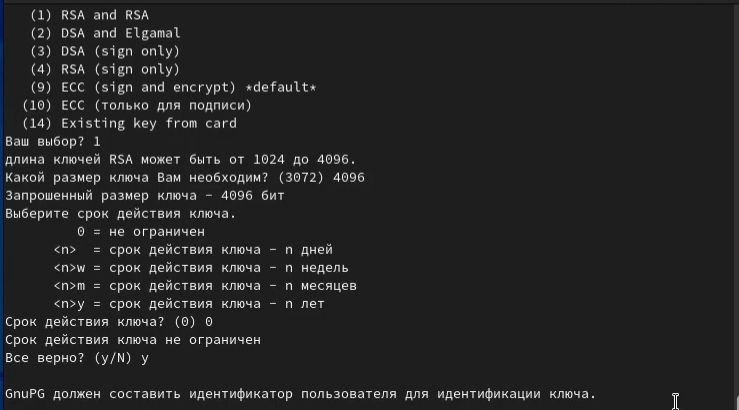 (1) RSA and RSA
(2) DSA and Elgamal
(3) DSA (sign only)
(4) RSA (sign only)
(9) ECC (sign and encrypt) *default*
(10) ECC (только для подписи)
(14) Existing key from card
Ваш выбор? 1
длина ключей RSA может быть от 1024 до 4096.
Какой размер ключа Вам необходим? (3072) 4096
Запрошенный размер ключа - 4096 бит
Выберите срок действия ключа.
0 = не ограничен
<n>  = срок действия ключа - n дней
<n>w = срок действия ключа - n недель
<n>m = срок действия ключа - n месяцев
<n>y = срок действия ключа - n лет
Срок действия ключа? (0) 0
Срок действия ключа не ограничен
Все верно? (y/N) y
GnuPG должен составить идентификатор пользователя для идентификации ключа.